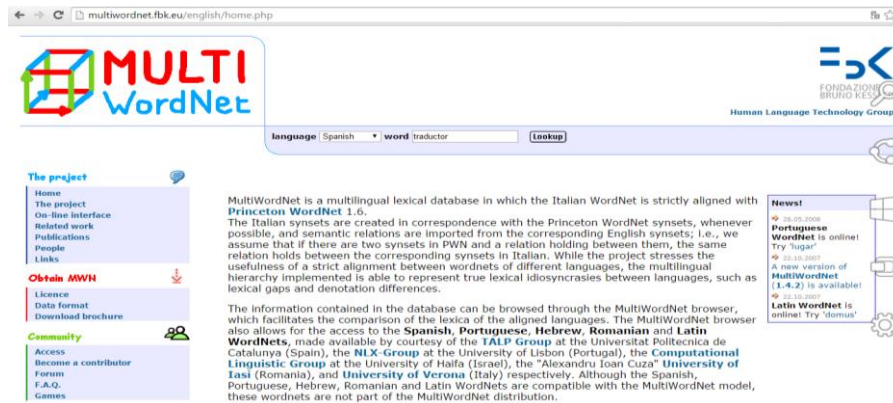 multiwordnet.fbk.eu/english/home.php
MULTI
WordNet
FONDAZIONE
BRUNO KESSLER
Human Language Technology Group
language Spanish word traductor Lookup
The project
Home
The project
On-line interface
Related work
Publications
People
Links
Obtain MWN
Licence
Data format
Download brochure
Community
Access
Become a contributor
Forum
F.A.Q.
Games
MultiWordNet is a multilingual lexical database in which the Italian WordNet is strictly aligned with
Princeton WordNet 1.6.
The Italian synsets are created in correspondence with the Princeton WordNet synsets, whenever
possible, and semantic relations are imported from the corresponding English synsets; i.e., we
assume that if there are two synsets in PWN and a relation holding between them, the same
relation holds between the corresponding synsets in Italian. While the project stresses the
usefulness of a strict alignment between wordnets of different languages, the multilingual
hierarchy implemented is able to represent true lexical idiosyncrasies between languages, such as
lexical gaps and denotation differences.
The information contained in the database can be browsed through the MultiWordNet browser,
which facilitates the comparison of the lexica of the aligned languages. The MultiWordNet browser
also allows for the access to the Spanish, Portuguese, Hebrew, Romanian and Latin
WordNets, made available by courtesy of the TALP Group at the Universitat Politecnica de
Catalunya (Spain), the NLX-Group at the University of Lisbon (Portugal), the Computational
Linguistic Group at the University of Haifa (Israel), the "Alexandru Ioan Cuza" University of
Iasi (Romania), and University of Verona (Italy) respectively. Although the Spanish,
Portuguese, Hebrew, Romanian and Latin WordNets are compatible with the MultiWordNet model,
these wordnets are not part of the MultiWordNet distribution.
News!
26.05.2008
Portuguese
WordNet is online!
Try 'lugar'
22.10.2007
A new version of
MultiWordNet
(1.4.2) is available!
22.10.2007
Latin WordNet is
online! Try 'domus'